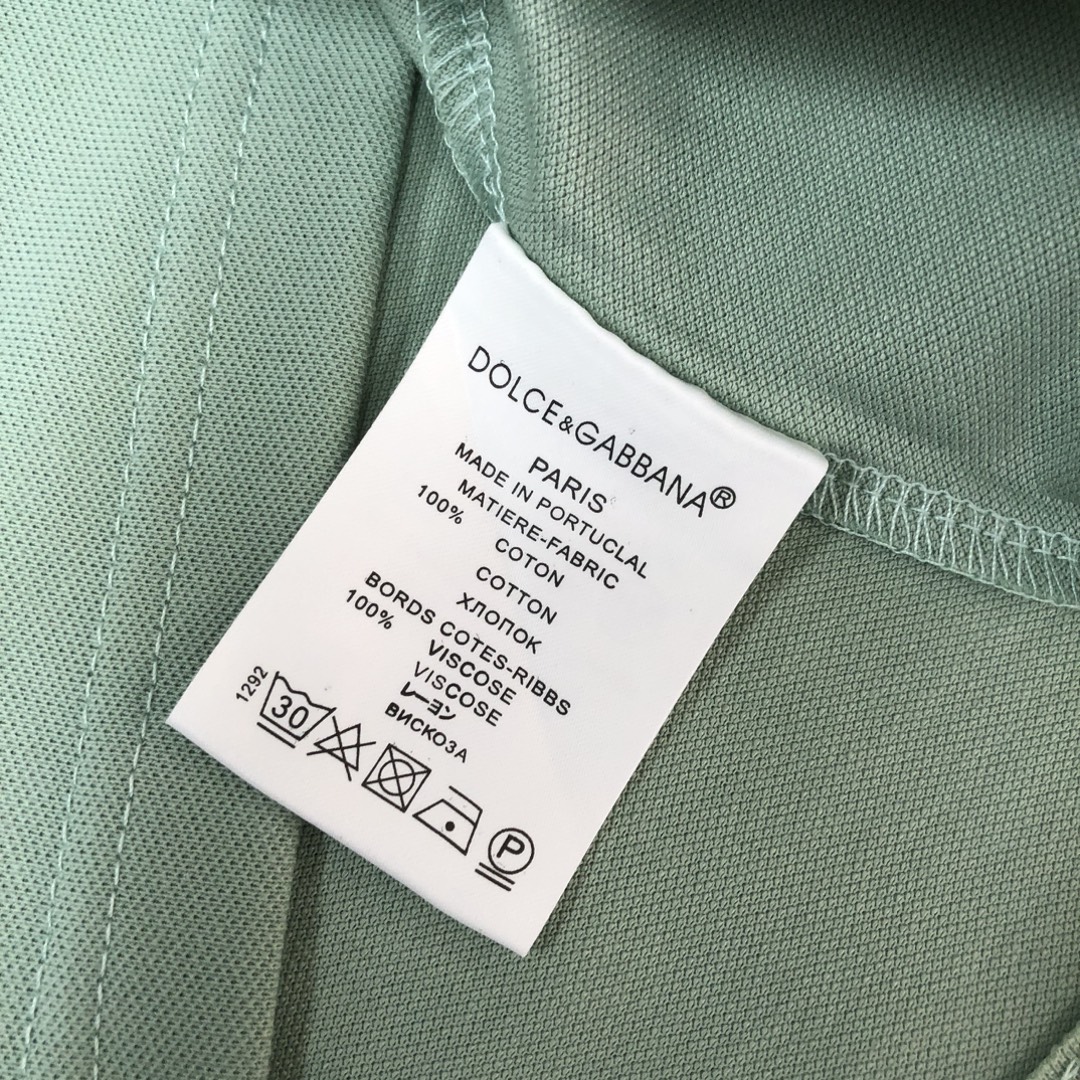 DOLCE&GABBANA®
PARIS
MADE IN PORTUCLAL
MATIERE-FABRIC
100%
COTON
COTTON
ХЛОПОК
BORDS COTES-RIBBS
100%
VISCOSE
VISCOSE
レーヨン
ВИСКОЗА
1292
30
P